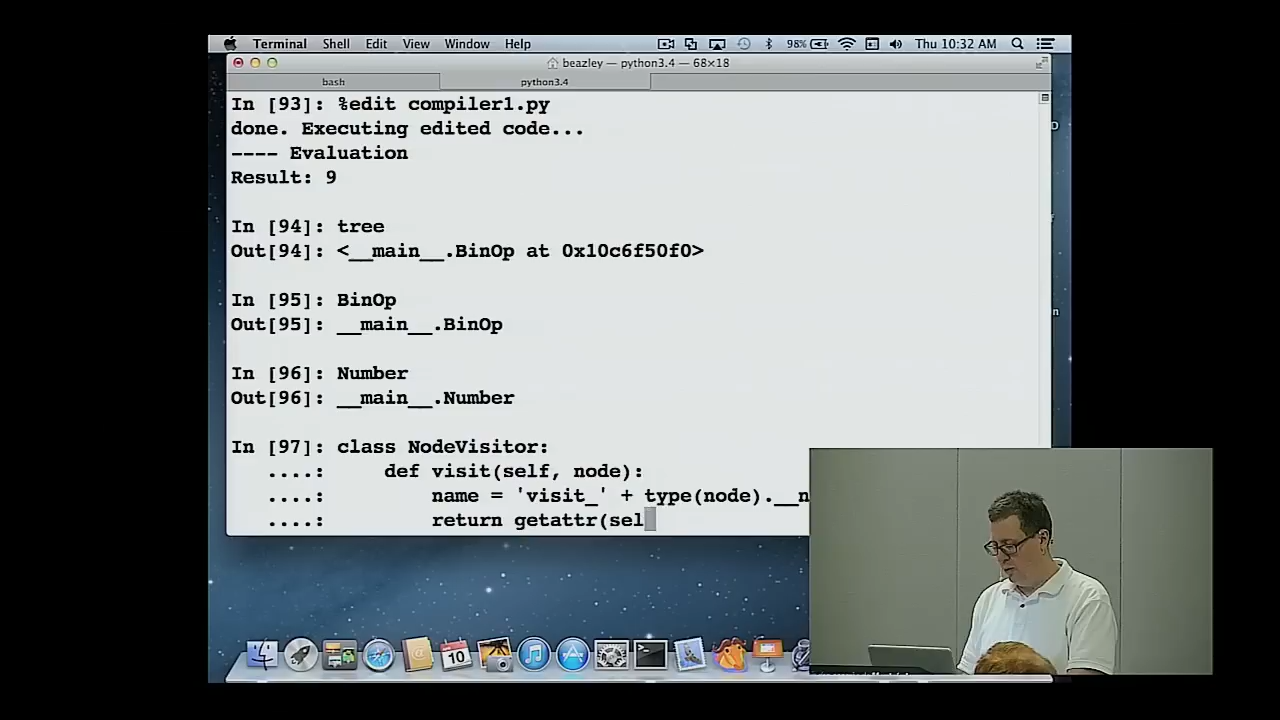 Terminal Shell Edit View Window Help 98% Thu 10:32 AM
beazley — python3.4 — 68×18
bash python3.4
In [93]: %edit compiler1.py
done. Executing edited code...
---- Evaluation
Result: 9
In [94]: tree
Out[94]: <__main__.BinOp at 0x10c6f50f0>
In [95]: BinOp
Out[95]: __main__.BinOp
In [96]: Number
Out[96]: __main__.Number
In [97]: class NodeVisitor:
....: def visit(self, node):
....: name = 'visit_' + type(node).__n
....: return getattr(sel
10